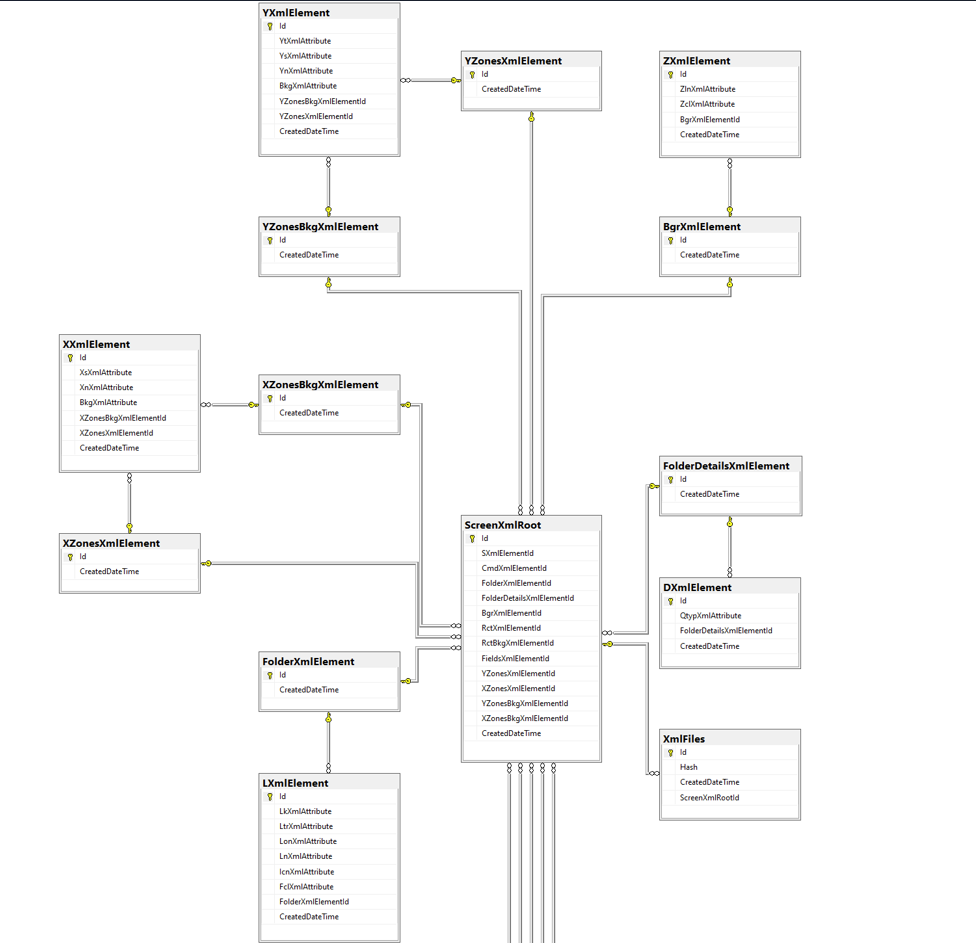 YXmlElement
Id
YtXmlAttribute
YsXmlAttribute
YnXmlAttribute
BkgXmlAttribute
YZonesBkgXmlElementId
YZonesXmlElementId
CreatedDateTime
YZonesXmlElement
Id
CreatedDateTime
ZXmlElement
Id
ZlnXmlAttribute
ZclXmlAttribute
BgrXmlElementId
CreatedDateTime
YZonesBkgXmlElement
Id
CreatedDateTime
BgrXmlElement
Id
CreatedDateTime
XXmlElement
Id
XsXmlAttribute
XnXmlAttribute
BkgXmlAttribute
XZonesBkgXmlElementId
XZonesXmlElementId
CreatedDateTime
XZonesBkgXmlElement
Id
CreatedDateTime
XZonesXmlElement
Id
CreatedDateTime
FolderDetailsXmlElement
Id
CreatedDateTime
ScreenXmlRoot
Id
SXmlElementId
CmdXmlElementId
FolderXmlElementId
FolderDetailsXmlElementId
BgrXmlElementId
RctXmlElementId
RctBkgXmlElementId
FieldsXmlElementId
YZonesXmlElementId
XZonesXmlElementId
YZonesBkgXmlElementId
XZonesBkgXmlElementId
CreatedDateTime
DXmlElement
Id
QtypXmlAttribute
FolderDetailsXmlElementId
CreatedDateTime
FolderXmlElement
Id
CreatedDateTime
XmlFiles
Id
Hash
CreatedDateTime
ScreenXmlRootId
LXmlElement
Id
LkXmlAttribute
LtrXmlAttribute
LonXmlAttribute
LnXmlAttribute
IcnXmlAttribute
FclXmlAttribute
FolderXmlElementId
CreatedDateTime